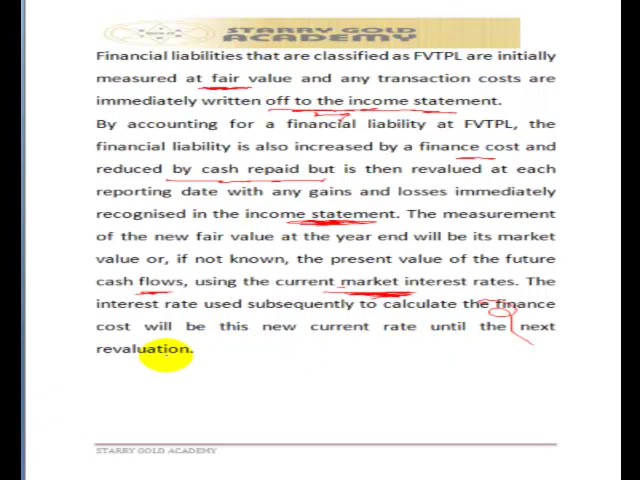 STARRY GOLD
ACADEMY
Financial liabilities that are classified as FVTPL are initially
measured at fair value and any transaction costs are
immediately written off to the income statement.
By accounting for a financial liability at FVTPL, the
financial liability is also increased by a finance cost and
reduced by cash repaid but is then revalued at each
reporting date with any gains and losses immediately
recognised in the income statement. The measurement
of the new fair value at the year end will be its market
value or, if not known, the present value of the future
cash flows, using the current market interest rates. The
interest rate used subsequently to calculate the finance
cost will be this new current rate until the next
revaluation.
STARRY GOLD ACADEMY